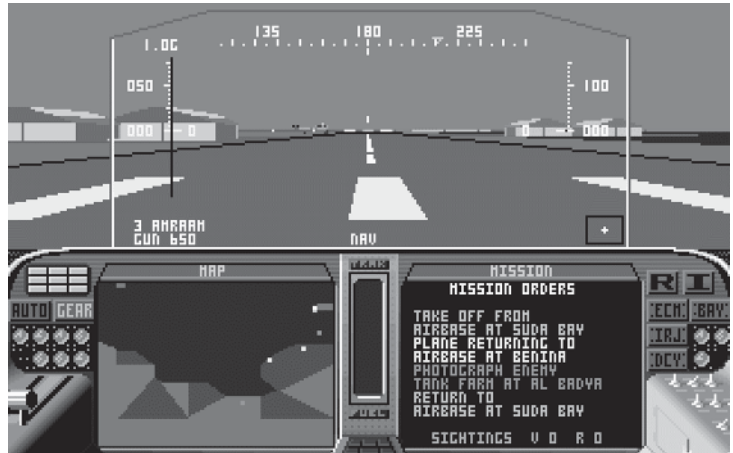 135 180 225
1.0G
050 100
000 0 0 000
3 AMRAAM
GUN 650 NAV
MAP
TRAK
MISSION
MISSION ORDERS
R I
AUTO GEAR
ECM BAY
TAKE OFF FROM
AIRBASE AT SUDA BAY
IRJ
PLANE RETURNING TO
AIRBASE AT BENINA
DCY
PHOTOGRAPH ENEMY
TANK FARM AT AL BADYA
RETURN TO
AIRBASE AT SUDA BAY
FUEL
SIGHTINGS V 0 R 0